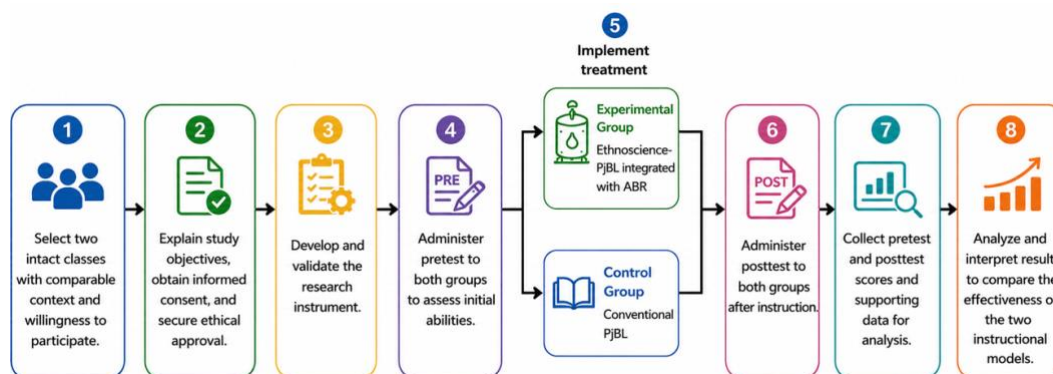 1
Select two
intact classes
with comparable
context and
willingness to
participate.
2
Explain study
objectives,
obtain informed
consent, and
secure ethical
approval.
3
Develop and
validate the
research
instrument.
4
PRE
Administer
pretest to
both groups
to assess initial
abilities.
5
Implement
treatment
Experimental
Group
Ethnoscience-
PjBL integrated
with ABR
Control
Group
Conventional
PjBL
6
POST
Administer
posttest to
both groups
after instruction.
7
Collect pretest
and posttest
scores and
supporting
data for
analysis.
8
Analyze and
interpret result
to compare the
effectiveness o
the two
instructional
models.